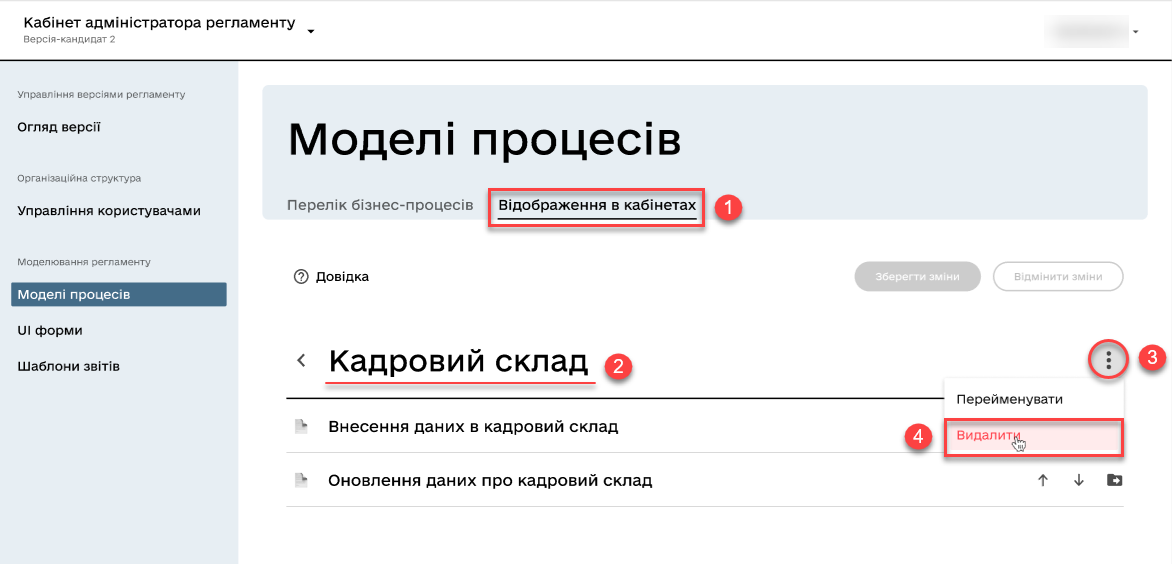 Кабінет адміністратора регламенту
Версія-кандидат 2
Управління версіями регламенту
Огляд версії
Організаційна структура
Управління користувачами
Моделювання регламенту
Моделі процесів
UI форми
Шаблони звітів
Моделі процесів
Перелік бізнес-процесів Відображення в кабінетах 1
Довідка Зберегти зміни Відмінити зміни
Кадровий склад 2 3
Перейменувати
Внесення даних в кадровий склад 4 Видалити
Оновлення даних про кадровий склад